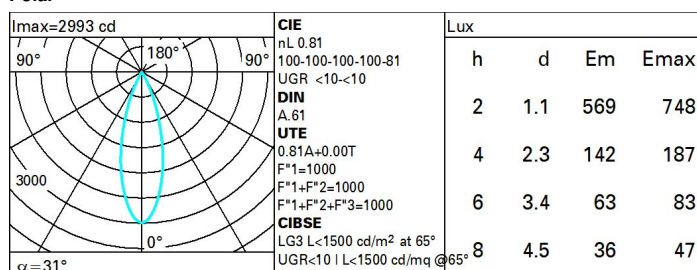 Imax=2993 cd
90° 180° 90°
3000
0°
α=31°
CIE
nL 0.81
100-100-100-100-81
UGR <10-<10
DIN
A.61
UTE
0.81A+0.00T
F"1=1000
F"1+F"2=1000
F"1+F"2+F"3=1000
CIBSE
LG3 L<1500 cd/m² at 65°
UGR<10 | L<1500 cd/mq @65°
Lux
h d Em Emax
2 1.1 569 748
4 2.3 142 187
6 3.4 63 83
8 4.5 36 47